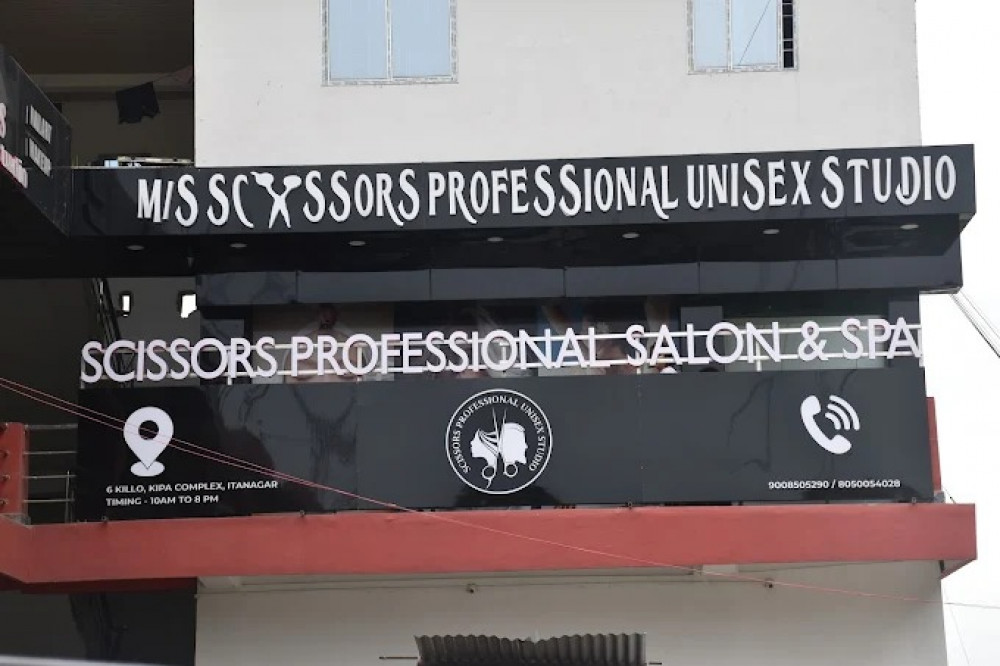 M/S SCISSORS PROFESSIONAL UNISEX STUDIO
SCISSORS PROFESSIONAL SALON & SPA
SCISSORS PROFESSIONAL UNISEX STUDIO
6 KILLO, KIPA COMPLEX, ITANAGAR
TIMING - 10AM TO 8 PM
9008505290 / 8050054028